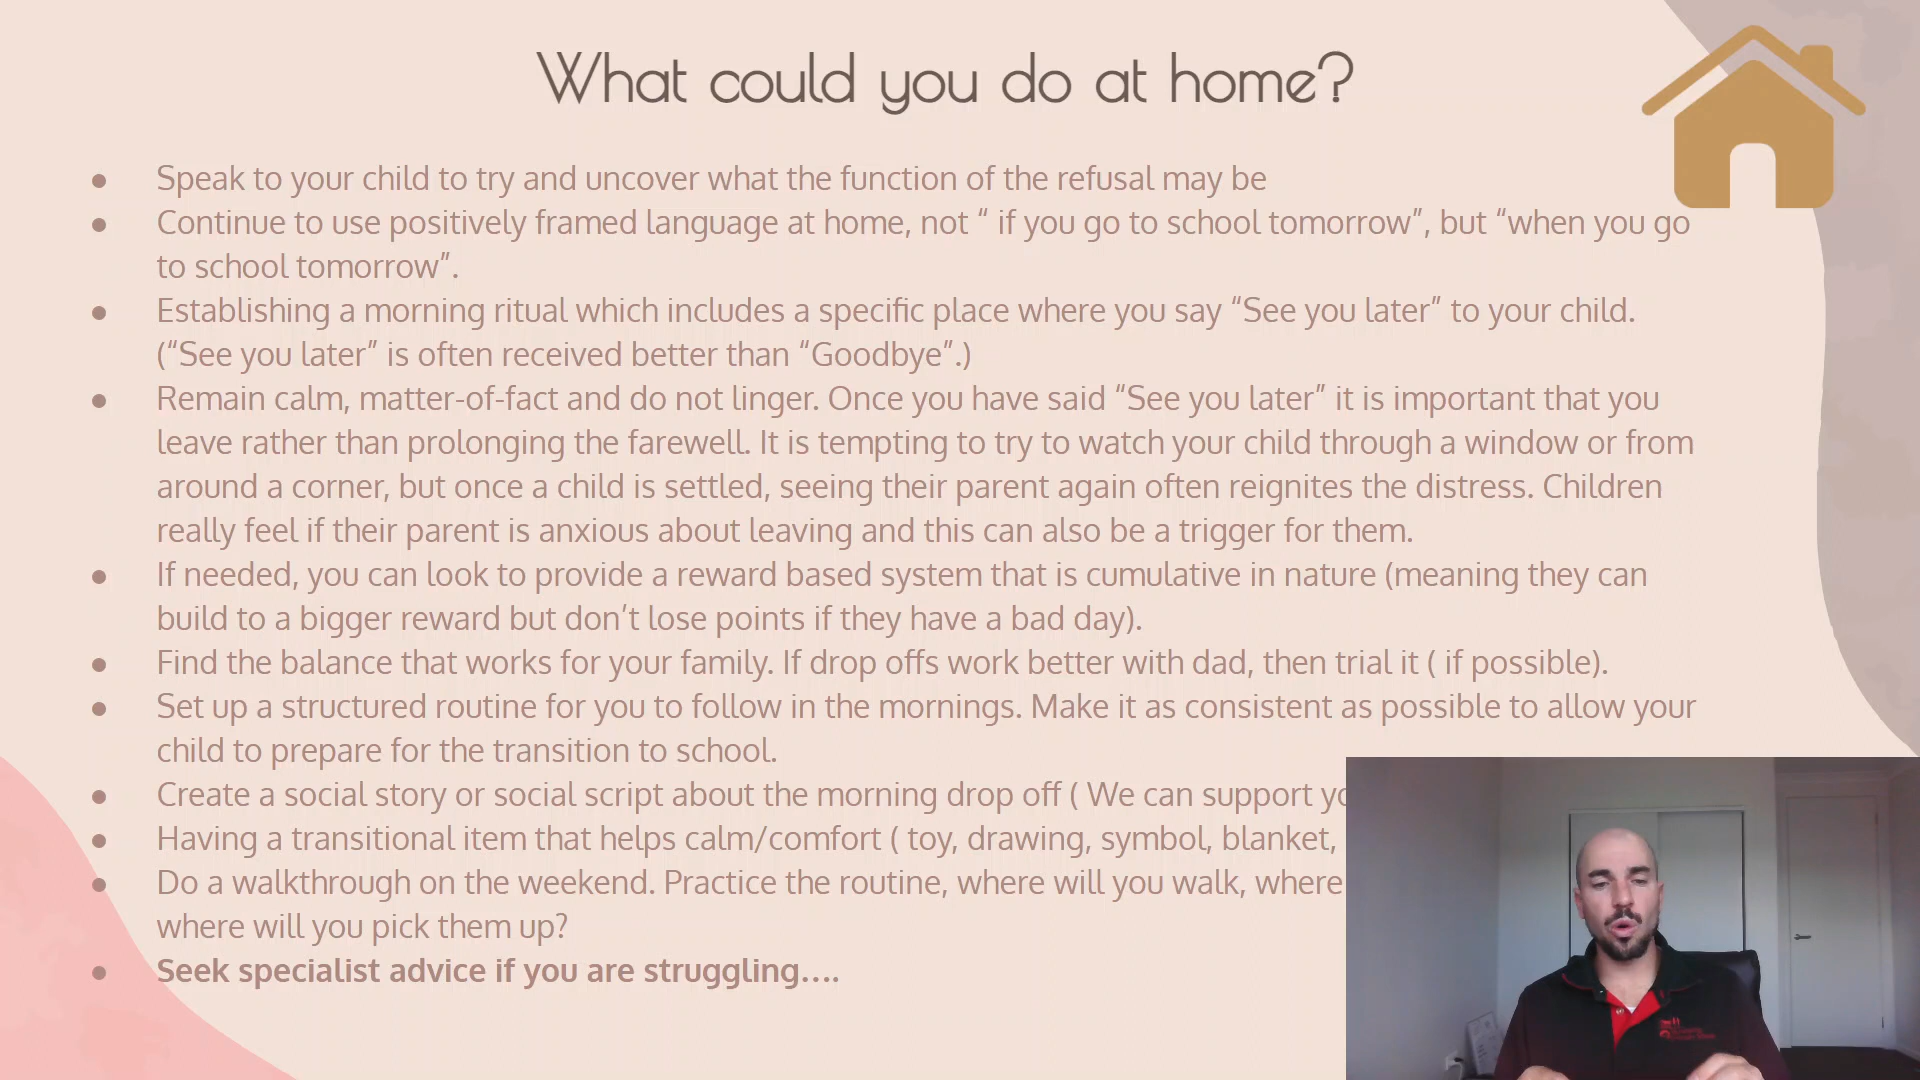 What could you do at home?
● Speak to your child to try and uncover what the function of the refusal may be
● Continue to use positively framed language at home, not “ if you go to school tomorrow”, but “when you go
to school tomorrow”.
● Establishing a morning ritual which includes a specific place where you say “See you later” to your child.
(“See you later” is often received better than “Goodbye”.)
● Remain calm, matter-of-fact and do not linger. Once you have said “See you later” it is important that you
leave rather than prolonging the farewell. It is tempting to try to watch your child through a window or from
around a corner, but once a child is settled, seeing their parent again often reignites the distress. Children
really feel if their parent is anxious about leaving and this can also be a trigger for them.
● If needed, you can look to provide a reward based system that is cumulative in nature (meaning they can
build to a bigger reward but don’t lose points if they have a bad day).
● Find the balance that works for your family. If drop offs work better with dad, then trial it ( if possible).
● Set up a structured routine for you to follow in the mornings. Make it as consistent as possible to allow your
child to prepare for the transition to school.
● Create a social story or social script about the morning drop off ( We can support
● Having a transitional item that helps calm/comfort ( toy, drawing, symbol, blanket,
● Do a walkthrough on the weekend. Practice the routine, where will you walk, where
where will you pick them up?
● Seek specialist advice if you are struggling....